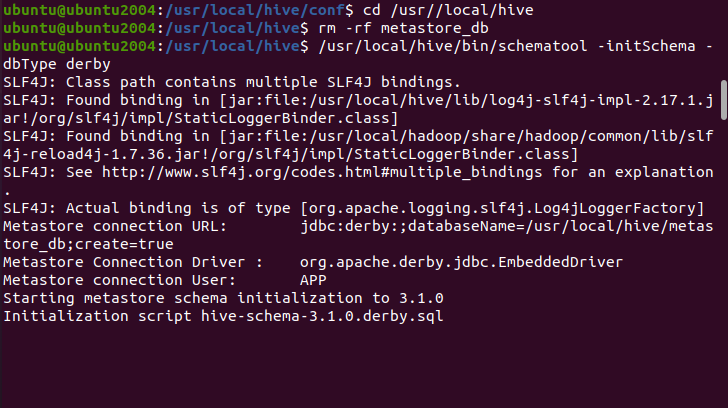 ubuntu@ubuntu2004:/usr/local/hive/conf$ cd /usr//local/hive
ubuntu@ubuntu2004:/usr/local/hive$ rm -rf metastore_db
ubuntu@ubuntu2004:/usr/local/hive$ /usr/local/hive/bin/schematool -initSchema -
dbType derby
SLF4J: Class path contains multiple SLF4J bindings.
SLF4J: Found binding in [jar:file:/usr/local/hive/lib/log4j-slf4j-impl-2.17.1.j
ar!/org/slf4j/impl/StaticLoggerBinder.class]
SLF4J: Found binding in [jar:file:/usr/local/hadoop/share/hadoop/common/lib/slf
4j-reload4j-1.7.36.jar!/org/slf4j/impl/StaticLoggerBinder.class]
SLF4J: See http://www.slf4j.org/codes.html#multiple_bindings for an explanation
.
SLF4J: Actual binding is of type [org.apache.logging.slf4j.Log4jLoggerFactory]
Metastore connection URL:        jdbc:derby:;databaseName=/usr/local/hive/metas
tore_db;create=true
Metastore Connection Driver :    org.apache.derby.jdbc.EmbeddedDriver
Metastore connection User:       APP
Starting metastore schema initialization to 3.1.0
Initialization script hive-schema-3.1.0.derby.sql